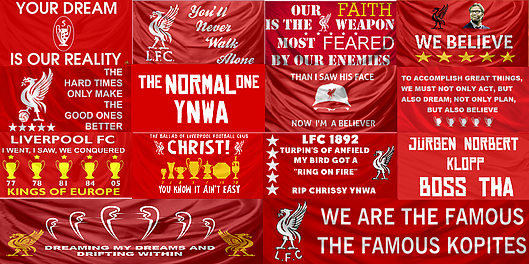 YOUR DREAM
IS OUR REALITY
THE
HARD TIMES
ONLY MAKE
THE
GOOD ONES
BETTER
LIVERPOOL FC
I WENT, I SAW, WE CONQUERED
77 78 81 84 05
KINGS OF EUROPE
You'll
Never
Walk
Alone
L.F.C.
THE NORMAL ONE
YNWA
THE BALLAD OF LIVERPOOL FOOTBALL CLUB
CHRIST!
YOU KNOW IT AIN'T EASY
DREAMING MY DREAMS AND
DRIFTING WITHIN
OUR FAITH
IS THE WEAPON
MOST FEARED
BY OUR ENEMIES
THAN I SAW HIS FACE
NOW I'M A BELIEVER
LFC 1892
TURPIN'S OF ANFIELD
MY BIRD GOT A
"RING ON FIRE"
RIP CHRISSY YNWA
WE BELIEVE
TO ACCOMPLISH GREAT THINGS,
WE MUST NOT ONLY ACT, BUT
ALSO DREAM; NOT ONLY PLAN,
BUT ALSO BELIEVE
JÜRGEN NORBERT
KLOPP
BOSS THA
L.F.C
WE ARE THE FAMOUS
THE FAMOUS KOPITES